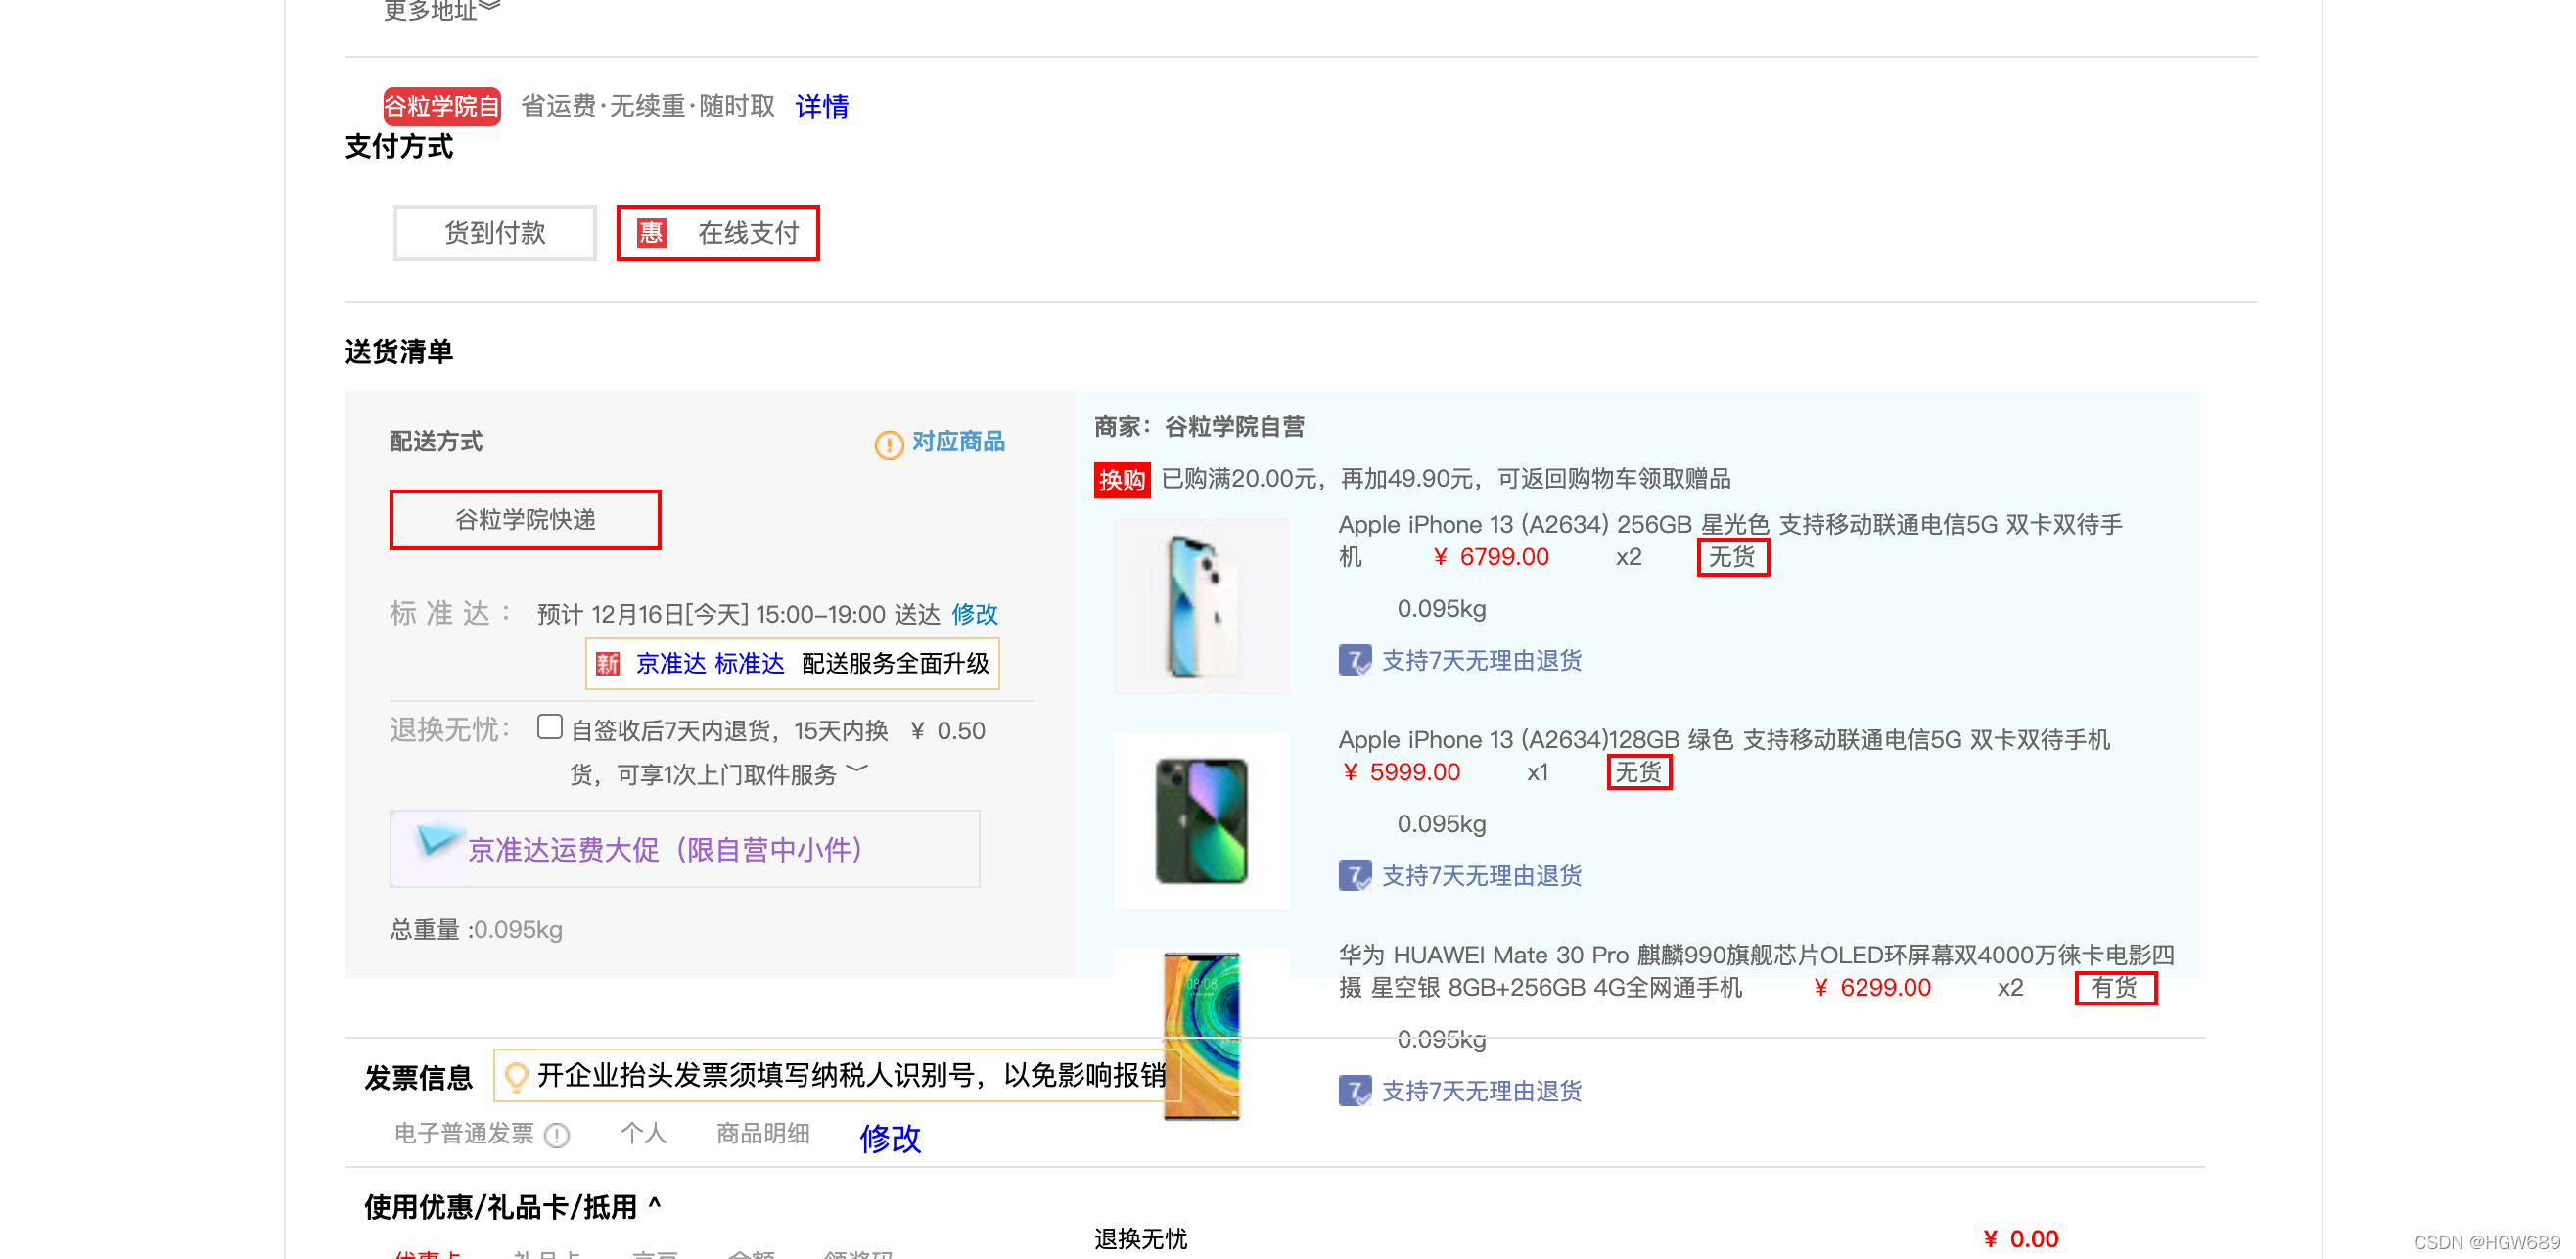 更多地址
谷粒学院自 省运费·无续重·随时取 详情
支付方式
货到付款 惠 在线支付
送货清单
配送方式 对应商品
谷粒学院快递
标 准 达 ： 预计 12月16日[今天] 15:00-19:00 送达 修改
新 京准达 标准达 配送服务全面升级
退换无忧： 自签收后7天内退货，15天内换 ¥ 0.50
货，可享1次上门取件服务
京准达运费大促（限自营中小件）
总重量 :0.095kg
商家：谷粒学院自营
换购 已购满20.00元，再加49.90元，可返回购物车领取赠品
Apple iPhone 13 (A2634) 256GB 星光色 支持移动联通电信5G 双卡双待手
机 ¥ 6799.00 x2 无货
0.095kg
7 支持7天无理由退货
Apple iPhone 13 (A2634)128GB 绿色 支持移动联通电信5G 双卡双待手机
¥ 5999.00 x1 无货
0.095kg
7 支持7天无理由退货
华为 HUAWEI Mate 30 Pro 麒麟990旗舰芯片OLED环屏幕双4000万徕卡电影四
摄 星空银 8GB+256GB 4G全网通手机 ¥ 6299.00 x2 有货
08:08
0.095kg
7 支持7天无理由退货
发票信息 开企业抬头发票须填写纳税人识别号，以免影响报销
电子普通发票 个人 商品明细 修改
使用优惠/礼品卡/抵用 ^
退换无忧 ¥ 0.00
CSDN @HGW689